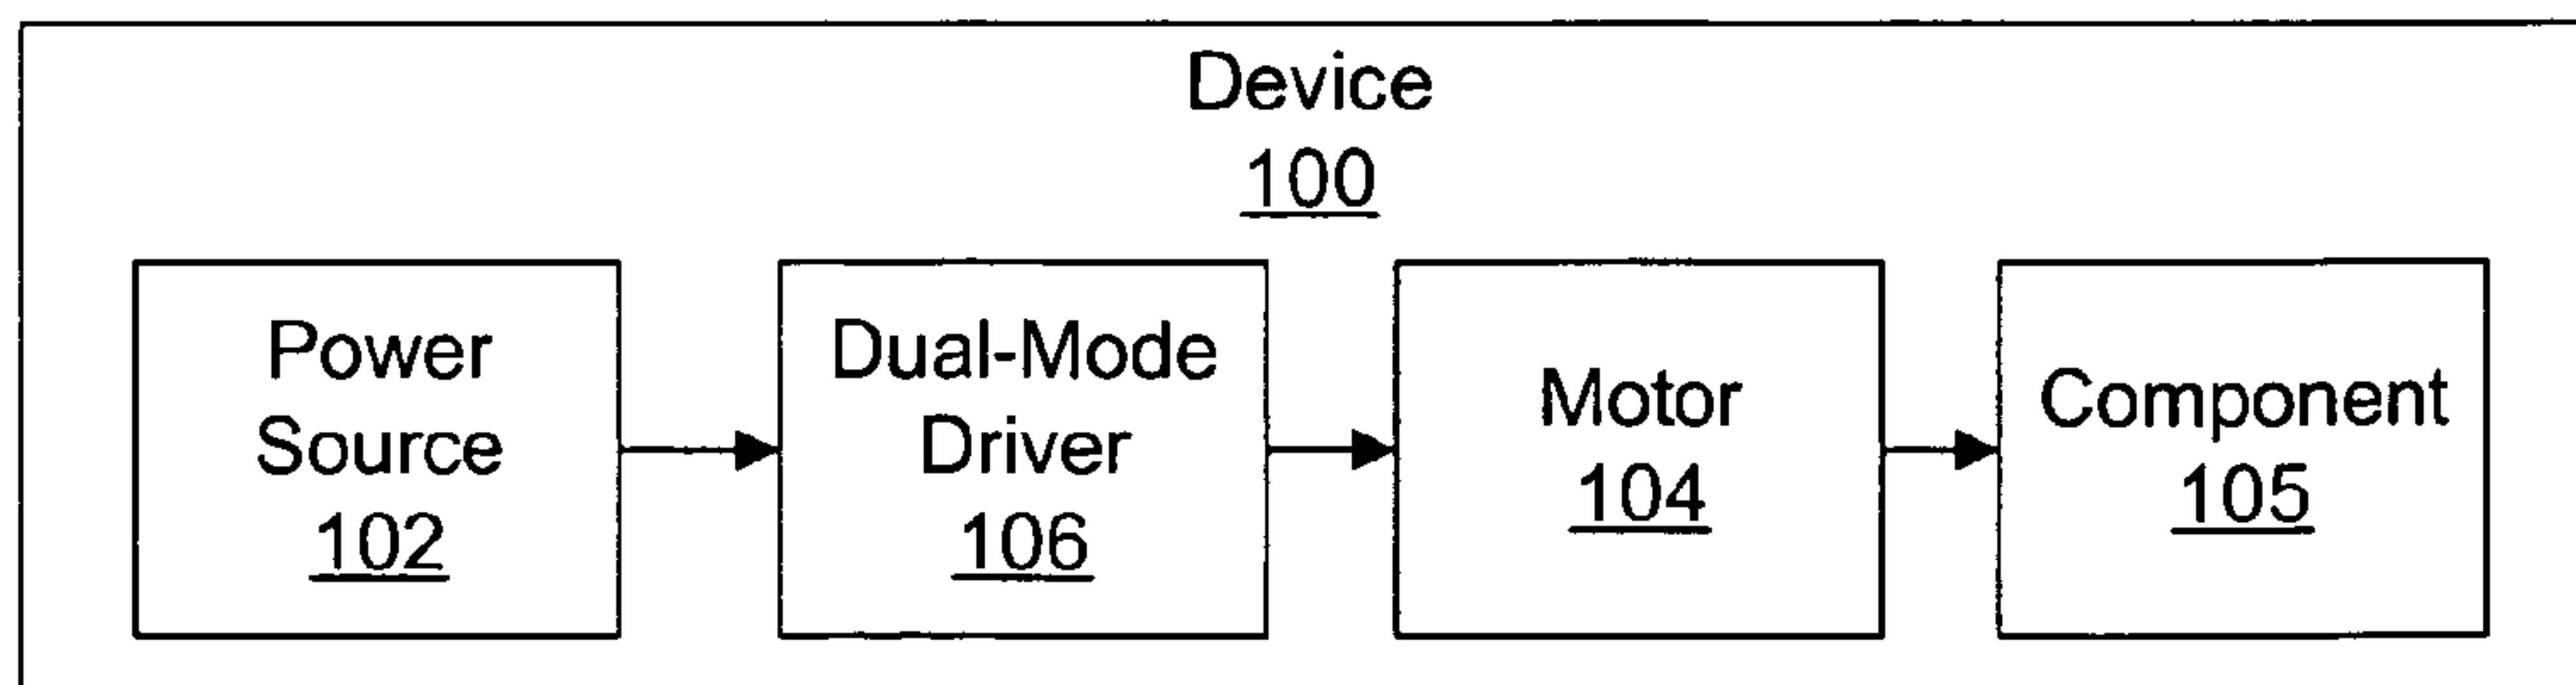 Device
100
Power
Source
102
Dual-Mode
Driver
106
Motor
104
Component
105